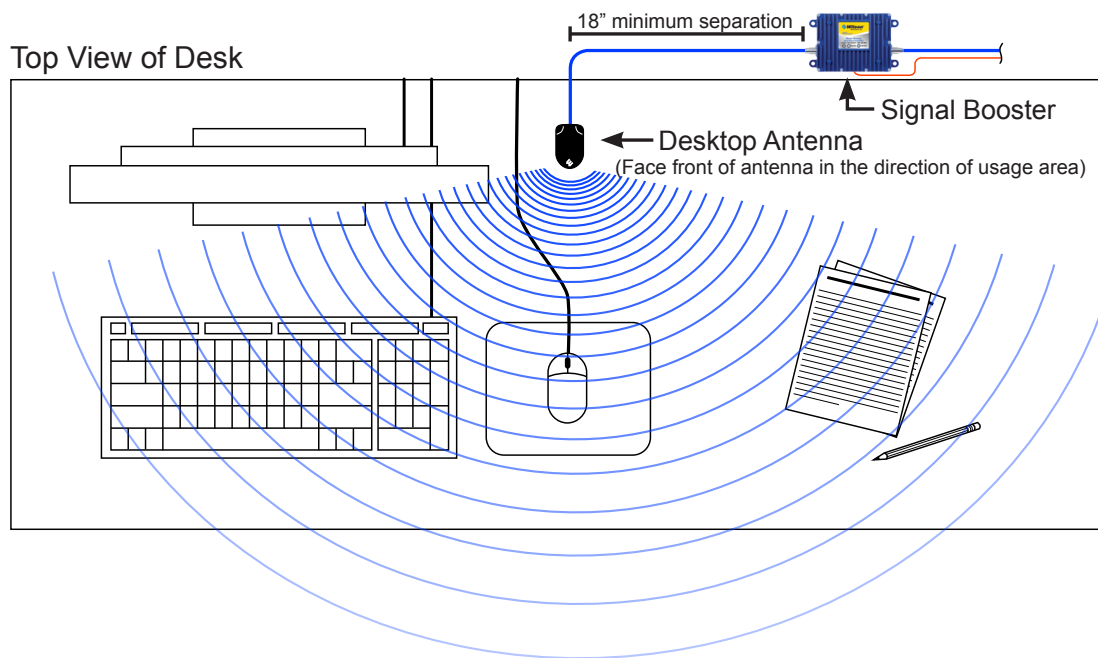 18” minimum separation
Top View of Desk
Signal Booster
Desktop Antenna
(Face front of antenna in the direction of usage area)